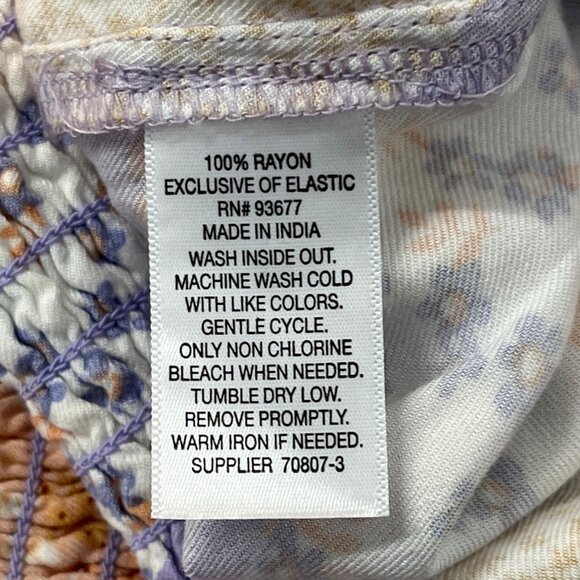 100% RAYON
EXCLUSIVE OF ELASTIC
RN# 93677
MADE IN INDIA
WASH INSIDE OUT.
MACHINE WASH COLD
WITH LIKE COLORS.
GENTLE CYCLE.
ONLY NON CHLORINE
BLEACH WHEN NEEDED.
TUMBLE DRY LOW.
REMOVE PROMPTLY.
WARM IRON IF NEEDED.
SUPPLIER 70807-3